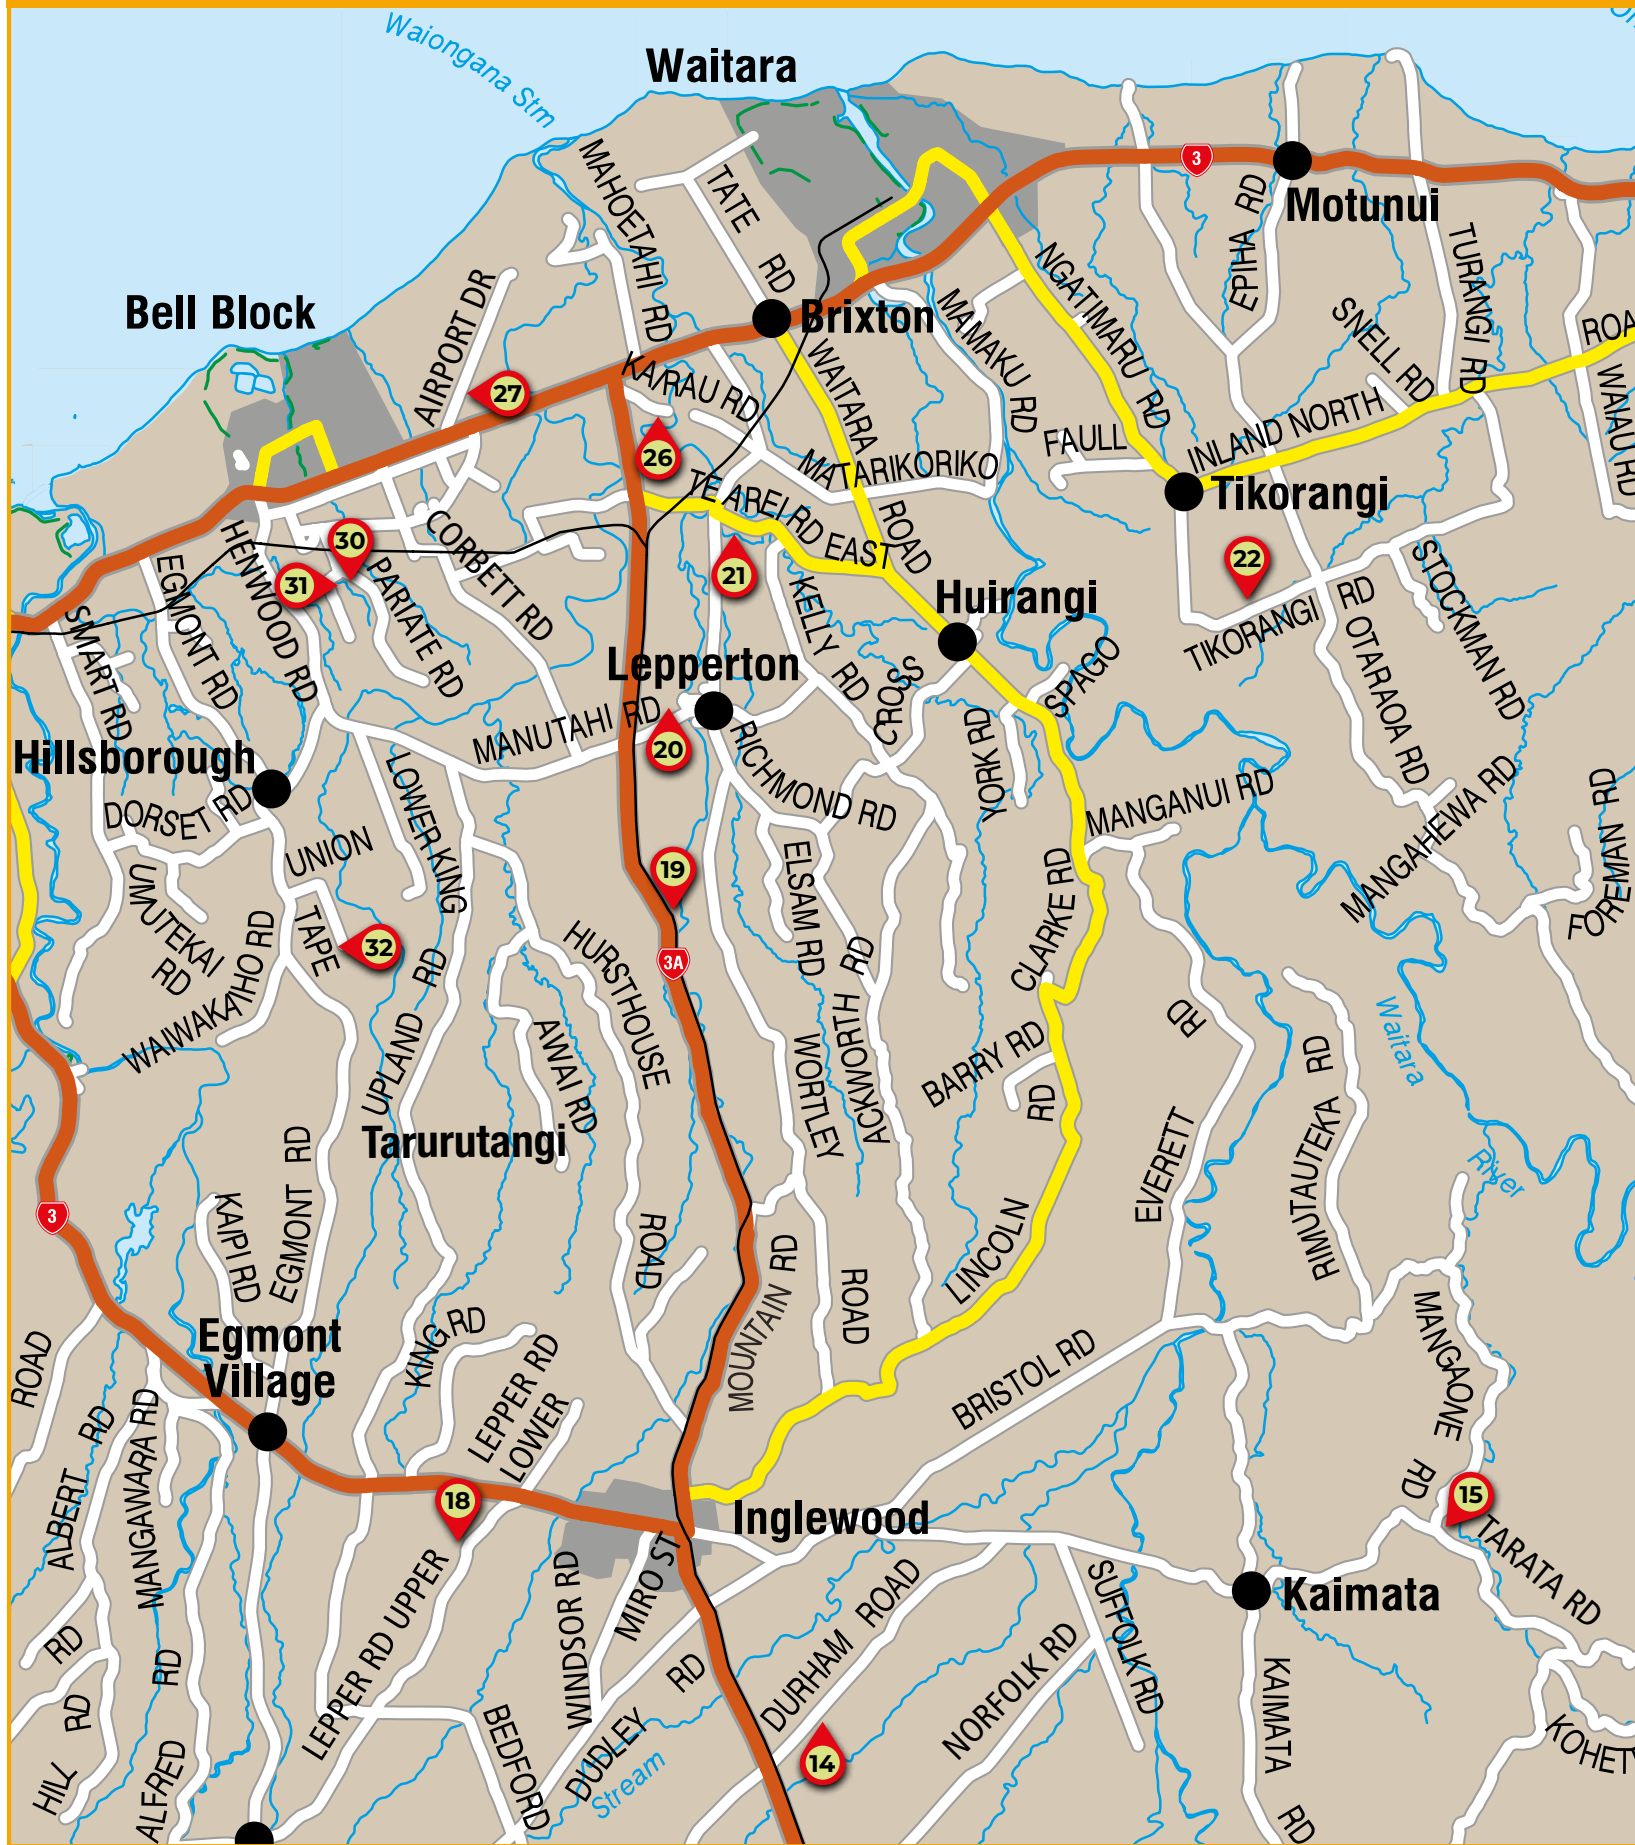 Waiongana Stm
Waitara
MAHOETAHI RD
TATE RD
3
Motunui
EPIHA RD
Bell Block
AIRPORT DR
Brixton
NGATIMARU RD
MAMAKU RD
SNELL RD
TURANGI RD
ROA
WAIAU RD
27
KAIRAU RD
WAITARA ROAD
26
MATARIKORIKO
FAULL
INLAND NORTH
Tikorangi
TE AREI RD EAST
HENWOOD RD
30
31
CORBETT RD
PARIATE RD
EGMONT RD
SMART RD
21
KELLY RD
Huirangi
22
TIKORANGI RD
STOCKMAN RD
OTARAOA RD
Lepperton
CROSS
SPAGO
MANUTAHI RD
20
RICHMOND RD
YORK RD
Hillsborough
DORSET RD
LOWER KING
MANGANUI RD
MANGAHEWA RD
FOREMAN RD
UNION
UMUTEKAI RD
TAPE
32
WAIWAKAIHO RD
19
ELSAM RD
CLARKE RD
3A
HURSTHOUSE ROAD
UPLAND RD
AWAI RD
WORTLEY ROAD
ACKWORTH RD
BARRY RD
RD
EVERETT RD
RIMUTAUTEKA RD
Waitara
River
Tarurutangi
3
KAIPI RD
EGMONT RD
LINCOLN
MOUNTAIN RD
MANGAONE RD
Egmont
Village
KING RD
LEPPER RD
LOWER
BRISTOL RD
ROAD
ALBERT RD
MANGAWARA RD
18
Inglewood
15
TARATA RD
Kaimata
LEPPER RD UPPER
WINDSOR RD
MIRO ST
DURHAM ROAD
SUFFOLK RD
NORFOLK RD
KAIMATA RD
RD
HILL RD
ALFRED RD
BEDFORD
DUDLEY RD
Stream
14
KOHET